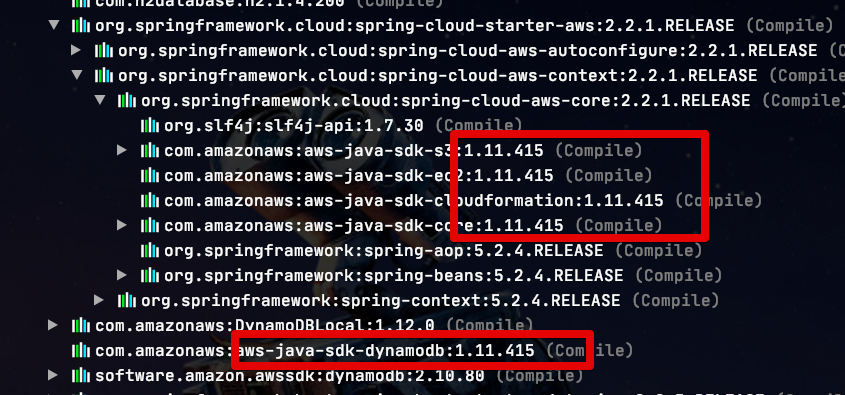 com.h2database:h2:1.4.200 (Compile)
org.springframework.cloud:spring-cloud-starter-aws:2.2.1.RELEASE (Compile)
org.springframework.cloud:spring-cloud-aws-autoconfigure:2.2.1.RELEASE
org.springframework.cloud:spring-cloud-aws-context:2.2.1.RELEASE (Compile
org.springframework.cloud:spring-cloud-aws-core:2.2.1.RELEASE (Comp
org.slf4j:slf4j-api:1.7.30 (Compile)
com.amazonaws:aws-java-sdk-s3:1.11.415 (Compile)
com.amazonaws:aws-java-sdk-ec2:1.11.415 (Compile)
com.amazonaws:aws-java-sdk-cloudformation:1.11.415 (Compile)
com.amazonaws:aws-java-sdk-core:1.11.415 (Compile)
org.springframework:spring-aop:5.2.4.RELEASE (Compile)
org.springframework:spring-beans:5.2.4.RELEASE (Compile)
org.springframework:spring-context:5.2.4.RELEASE (Compile)
com.amazonaws:DynamoDBLocal:1.12.0 (Compile)
com.amazonaws:aws-java-sdk-dynamodb:1.11.415 (Compile)
software.amazon.awssdk:dynamodb:2.10.80 (Compile)